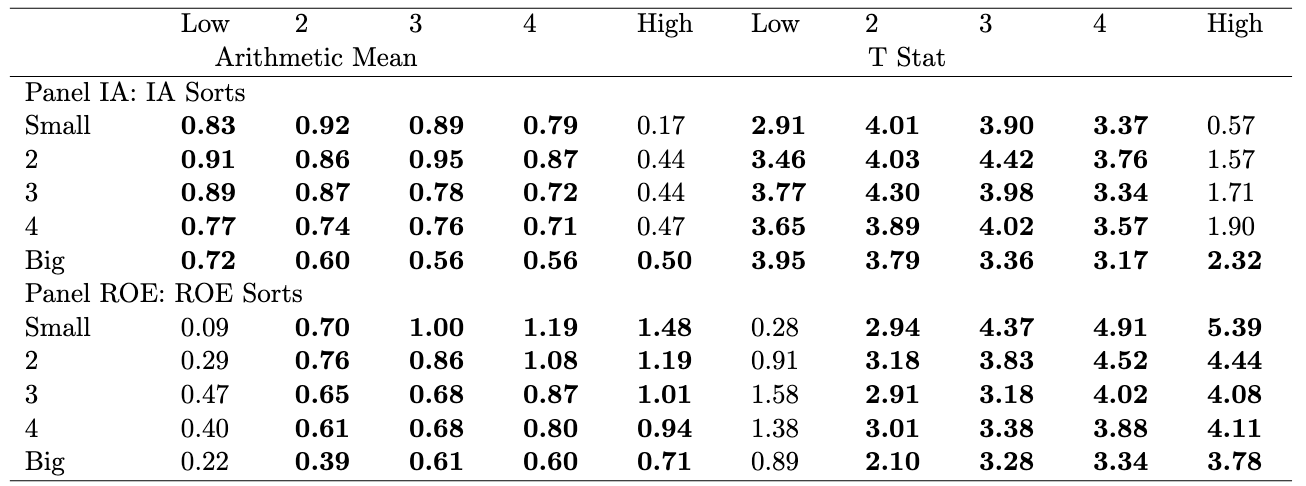 Low 2 3 4 High Low 2 3 4 High
Arithmetic Mean T Stat
Panel IA: IA Sorts
Small 0.83 0.92 0.89 0.79 0.17 2.91 4.01 3.90 3.37 0.57
2 0.91 0.86 0.95 0.87 0.44 3.46 4.03 4.42 3.76 1.57
3 0.89 0.87 0.78 0.72 0.44 3.77 4.30 3.98 3.34 1.71
4 0.77 0.74 0.76 0.71 0.47 3.65 3.89 4.02 3.57 1.90
Big 0.72 0.60 0.56 0.56 0.50 3.95 3.79 3.36 3.17 2.32
Panel ROE: ROE Sorts
Small 0.09 0.70 1.00 1.19 1.48 0.28 2.94 4.37 4.91 5.39
2 0.29 0.76 0.86 1.08 1.19 0.91 3.18 3.83 4.52 4.44
3 0.47 0.65 0.68 0.87 1.01 1.58 2.91 3.18 4.02 4.08
4 0.40 0.61 0.68 0.80 0.94 1.38 3.01 3.38 3.88 4.11
Big 0.22 0.39 0.61 0.60 0.71 0.89 2.10 3.28 3.34 3.78